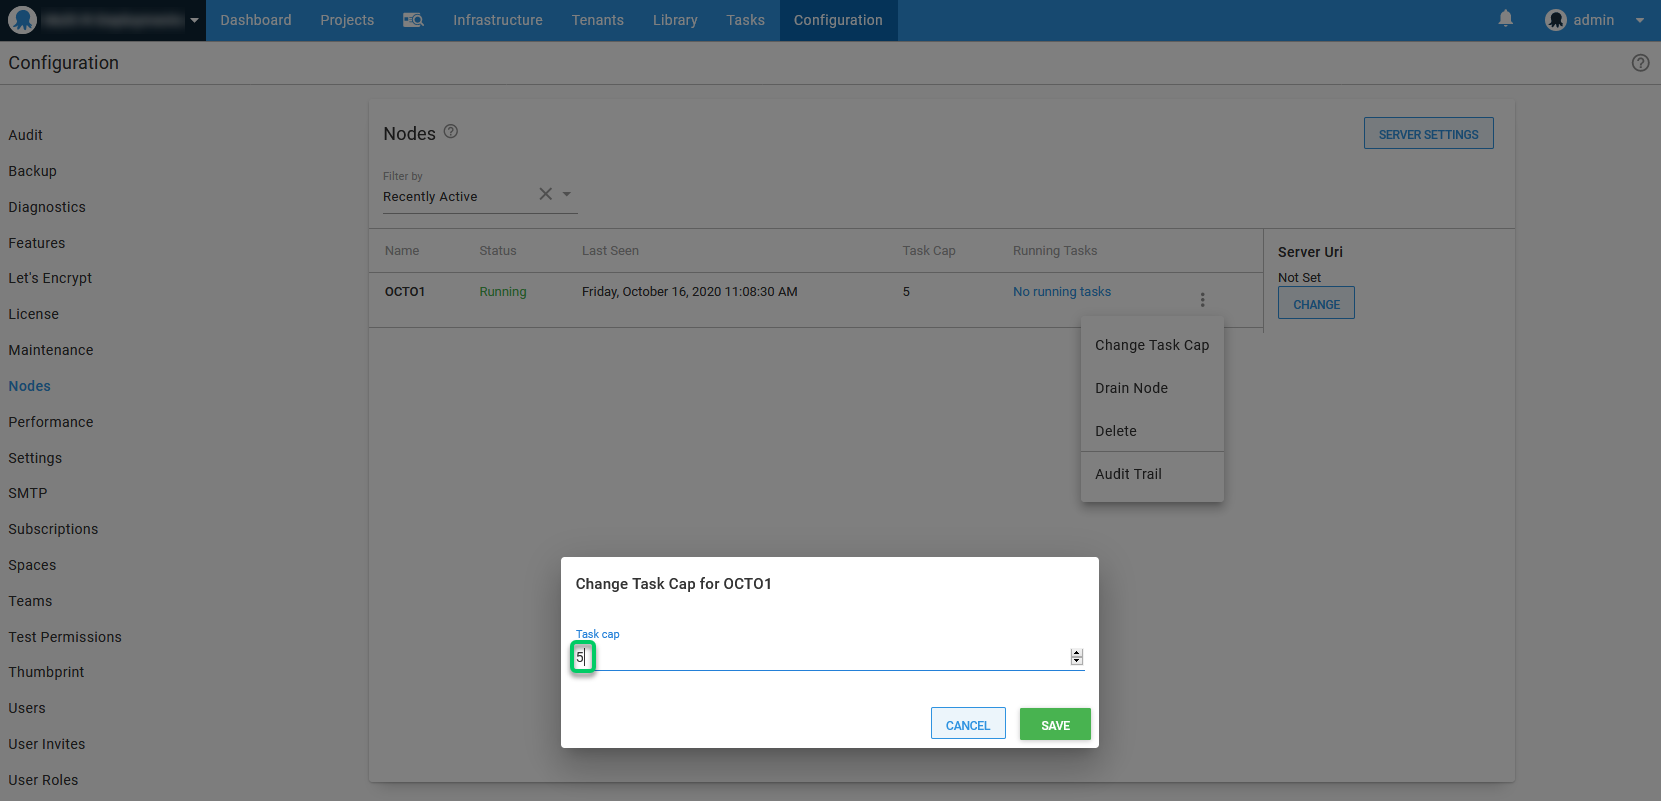 Dashboard Projects Infrastructure Tenants Library Tasks Configuration admin
Configuration
Audit
Backup
Diagnostics
Features
Let's Encrypt
License
Maintenance
Nodes
Performance
Settings
SMTP
Subscriptions
Spaces
Teams
Test Permissions
Thumbprint
Users
User Invites
User Roles
Nodes
SERVER SETTINGS
Filter by
Recently Active
Name Status Last Seen Task Cap Running Tasks
OCTO1 Running Friday, October 16, 2020 11:08:30 AM 5 No running tasks
Server Uri
Not Set
CHANGE
Change Task Cap
Drain Node
Delete
Audit Trail
Change Task Cap for OCTO1
Task cap
5
CANCEL SAVE